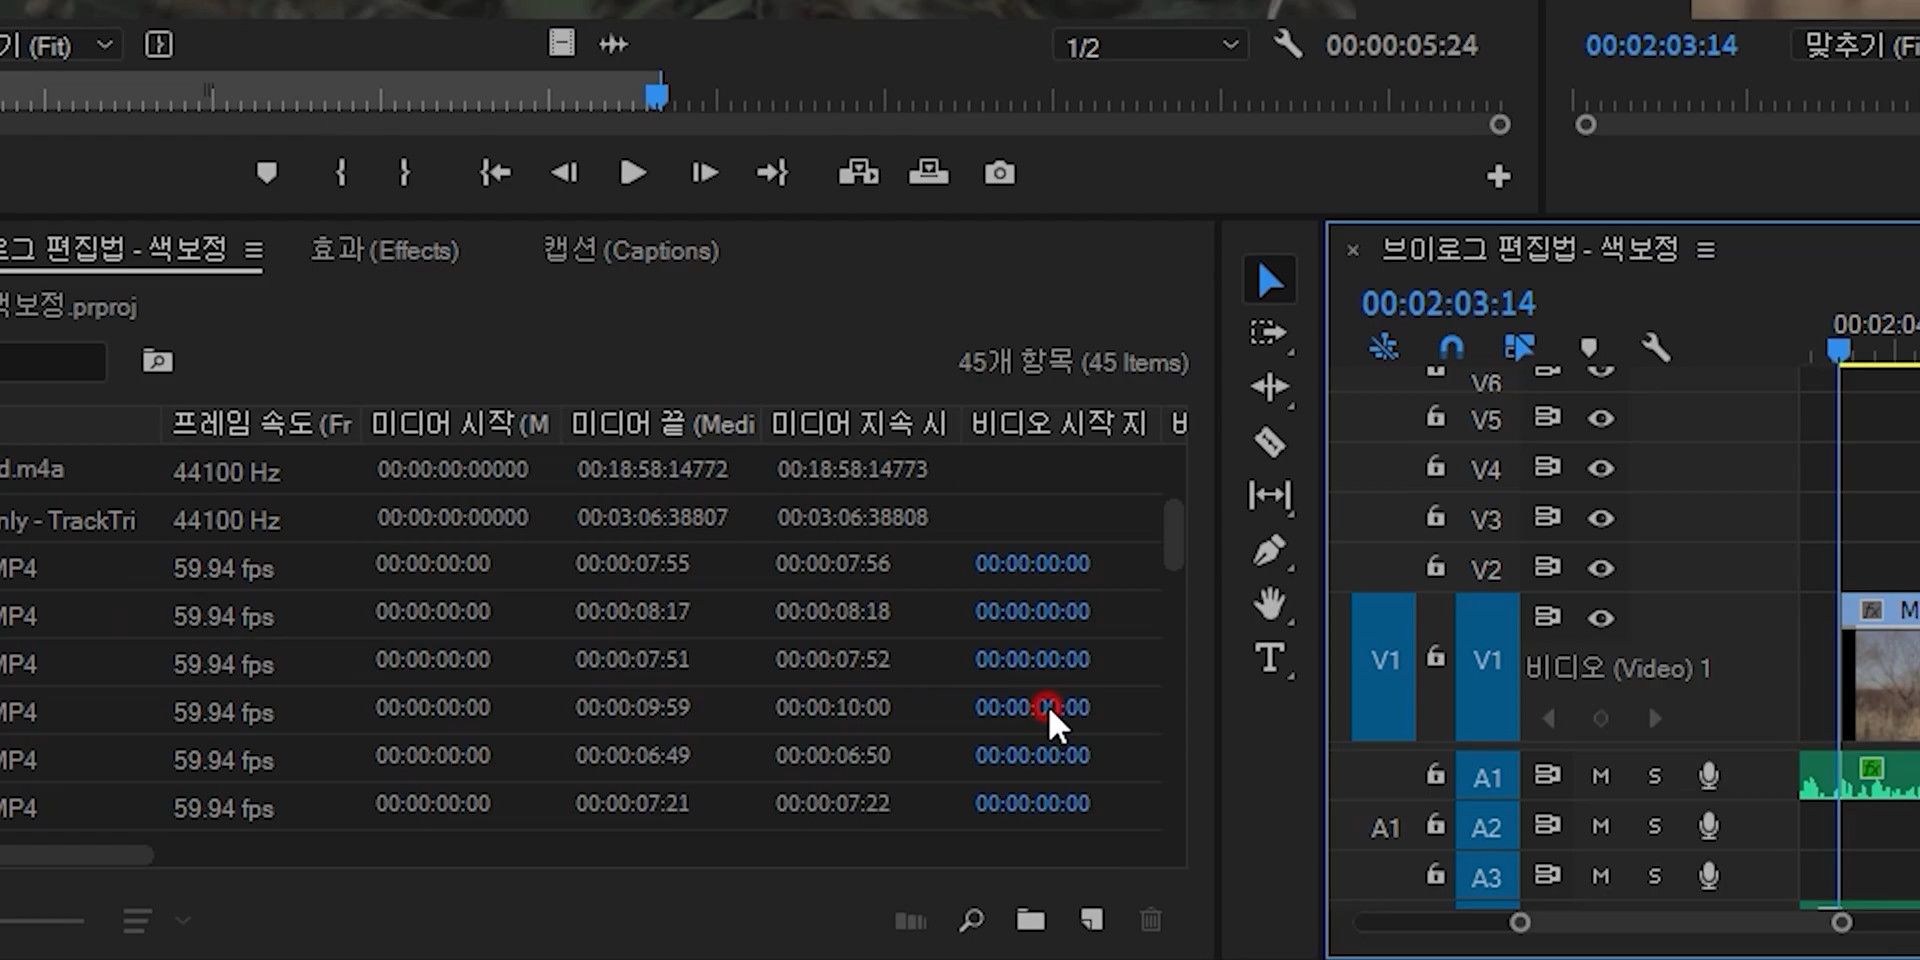 기 (Fit)
1/2
00:00:05:24
00:02:03:14
맞추기 (Fi
로그 편집법 - 색보정
효과 (Effects)
캡션 (Captions)
색보정.prproj
45개 항목 (45 Items)
프레임 속도 (Fr
미디어 시작 (M
미디어 끝 (Medi
미디어 지속 시
비디오 시작 지
비
d.m4a
44100 Hz
00:00:00:00000
00:18:58:14772
00:18:58:14773
nly - TrackTri
44100 Hz
00:00:00:00000
00:03:06:38807
00:03:06:38808
MP4
59.94 fps
00:00:00:00
00:00:07:55
00:00:07:56
00:00:00:00
MP4
59.94 fps
00:00:00:00
00:00:08:17
00:00:08:18
00:00:00:00
MP4
59.94 fps
00:00:00:00
00:00:07:51
00:00:07:52
00:00:00:00
MP4
59.94 fps
00:00:00:00
00:00:09:59
00:00:10:00
00:00:00:00
MP4
59.94 fps
00:00:00:00
00:00:06:49
00:00:06:50
00:00:00:00
MP4
59.94 fps
00:00:00:00
00:00:07:21
00:00:07:22
00:00:00:00
× 브이로그 편집법 - 색보정
00:02:03:14
00:02:04
V6
V5
V4
V3
V2
V1
V1
비디오 (Video) 1
fx M
A1
M
S
fx
A1
A2
M
S
A3
M
S